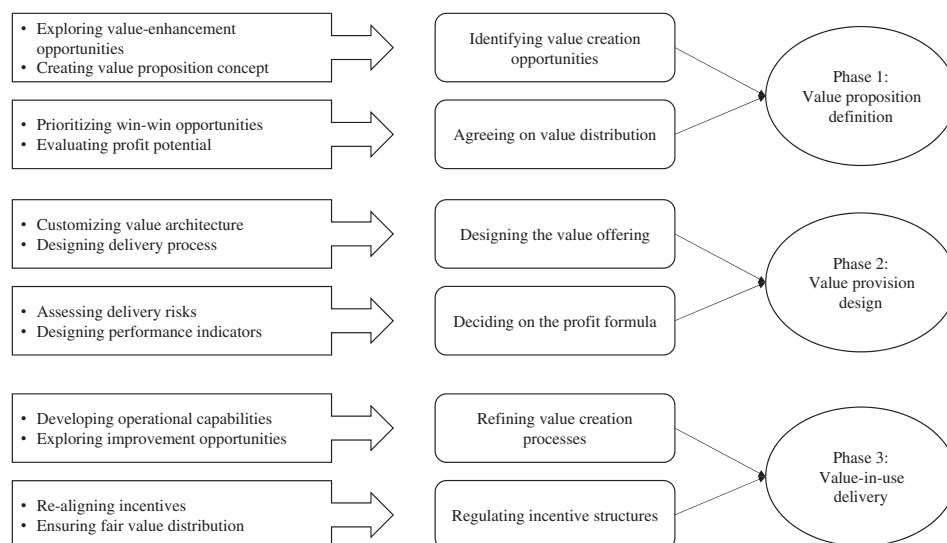 • Exploring value-enhancement
opportunities
• Creating value proposition concept
Identifying value creation
opportunities
• Prioritizing win-win opportunities
• Evaluating profit potential
Agreeing on value distribution
Phase 1:
Value proposition
definition
• Customizing value architecture
• Designing delivery process
Designing the value offering
• Assessing delivery risks
• Designing performance indicators
Deciding on the profit formula
Phase 2:
Value provision
design
• Developing operational capabilities
• Exploring improvement opportunities
Refining value creation
processes
• Re-aligning incentives
• Ensuring fair value distribution
Regulating incentive structures
Phase 3:
Value-in-use
delivery